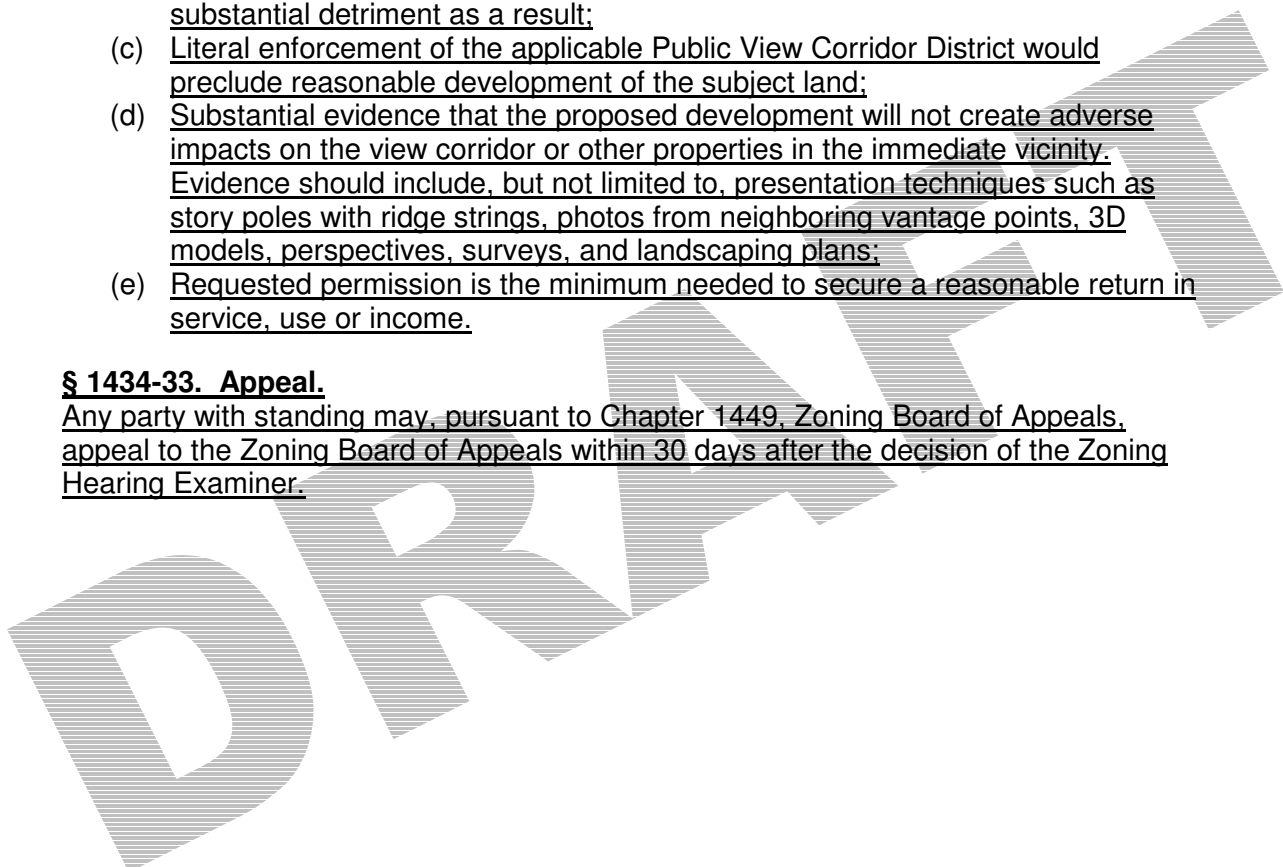 substantial detriment as a result;
(c) Literal enforcement of the applicable Public View Corridor District would
preclude reasonable development of the subject land;
(d) Substantial evidence that the proposed development will not create adverse
impacts on the view corridor or other properties in the immediate vicinity.
Evidence should include, but not limited to, presentation techniques such as
story poles with ridge strings, photos from neighboring vantage points, 3D
models, perspectives, surveys, and landscaping plans;
(e) Requested permission is the minimum needed to secure a reasonable return in
service, use or income.
§ 1434-33. Appeal.
Any party with standing may, pursuant to Chapter 1449, Zoning Board of Appeals,
appeal to the Zoning Board of Appeals within 30 days after the decision of the Zoning
Hearing Examiner.
DRAFT